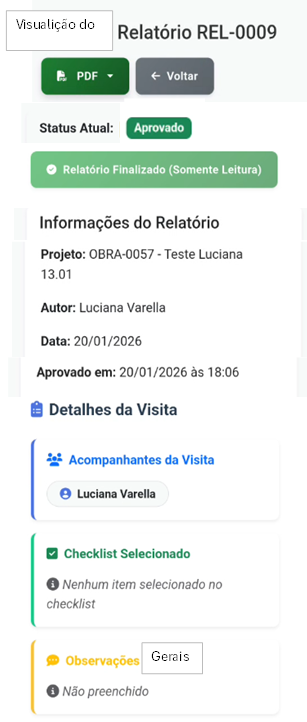 Visualição do Relatório REL-0009
PDF Voltar
Status Atual: Aprovado
Relatório Finalizado (Somente Leitura)
Informações do Relatório
Projeto: OBRA-0057 - Teste Luciana
13.01
Autor: Luciana Varella
Data: 20/01/2026
Aprovado em: 20/01/2026 às 18:06
Detalhes da Visita
Acompanhantes da Visita
Luciana Varella
Checklist Selecionado
Nenhum item selecionado no
checklist
Observações Gerais
Não preenchido